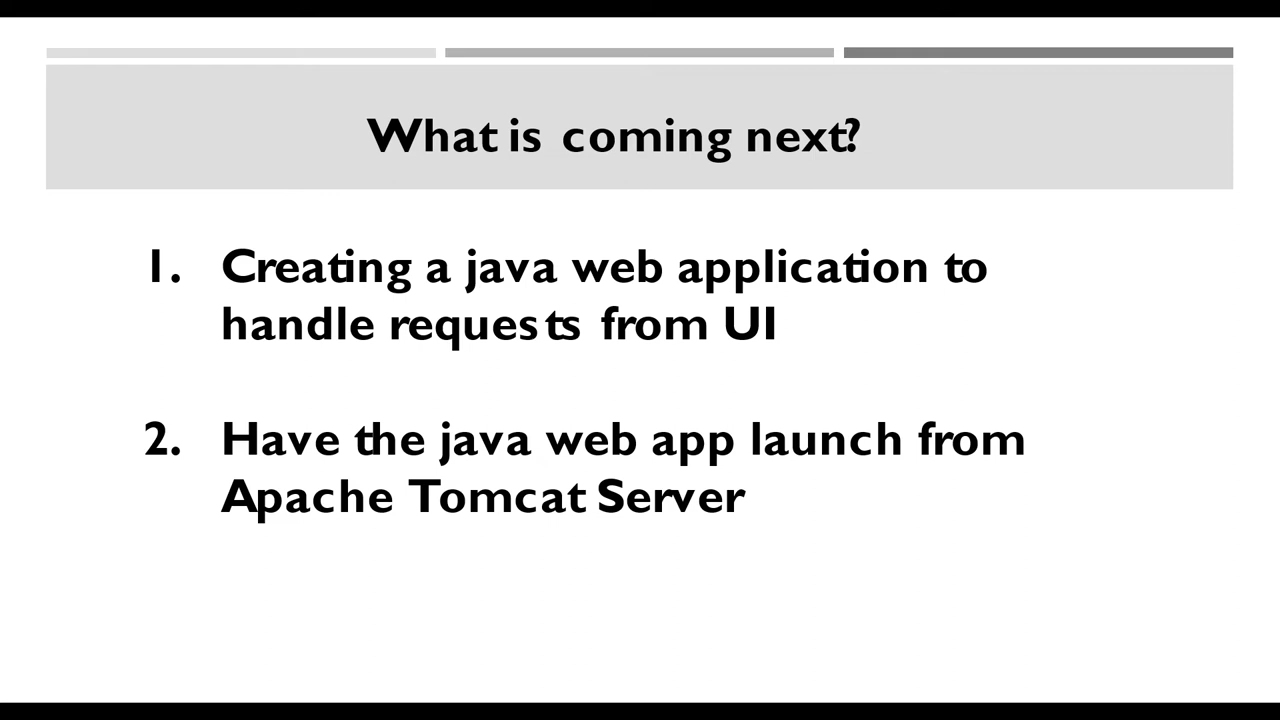 What is coming next?
1. Creating a java web application to
handle requests from UI
2. Have the java web app launch from
Apache Tomcat Server